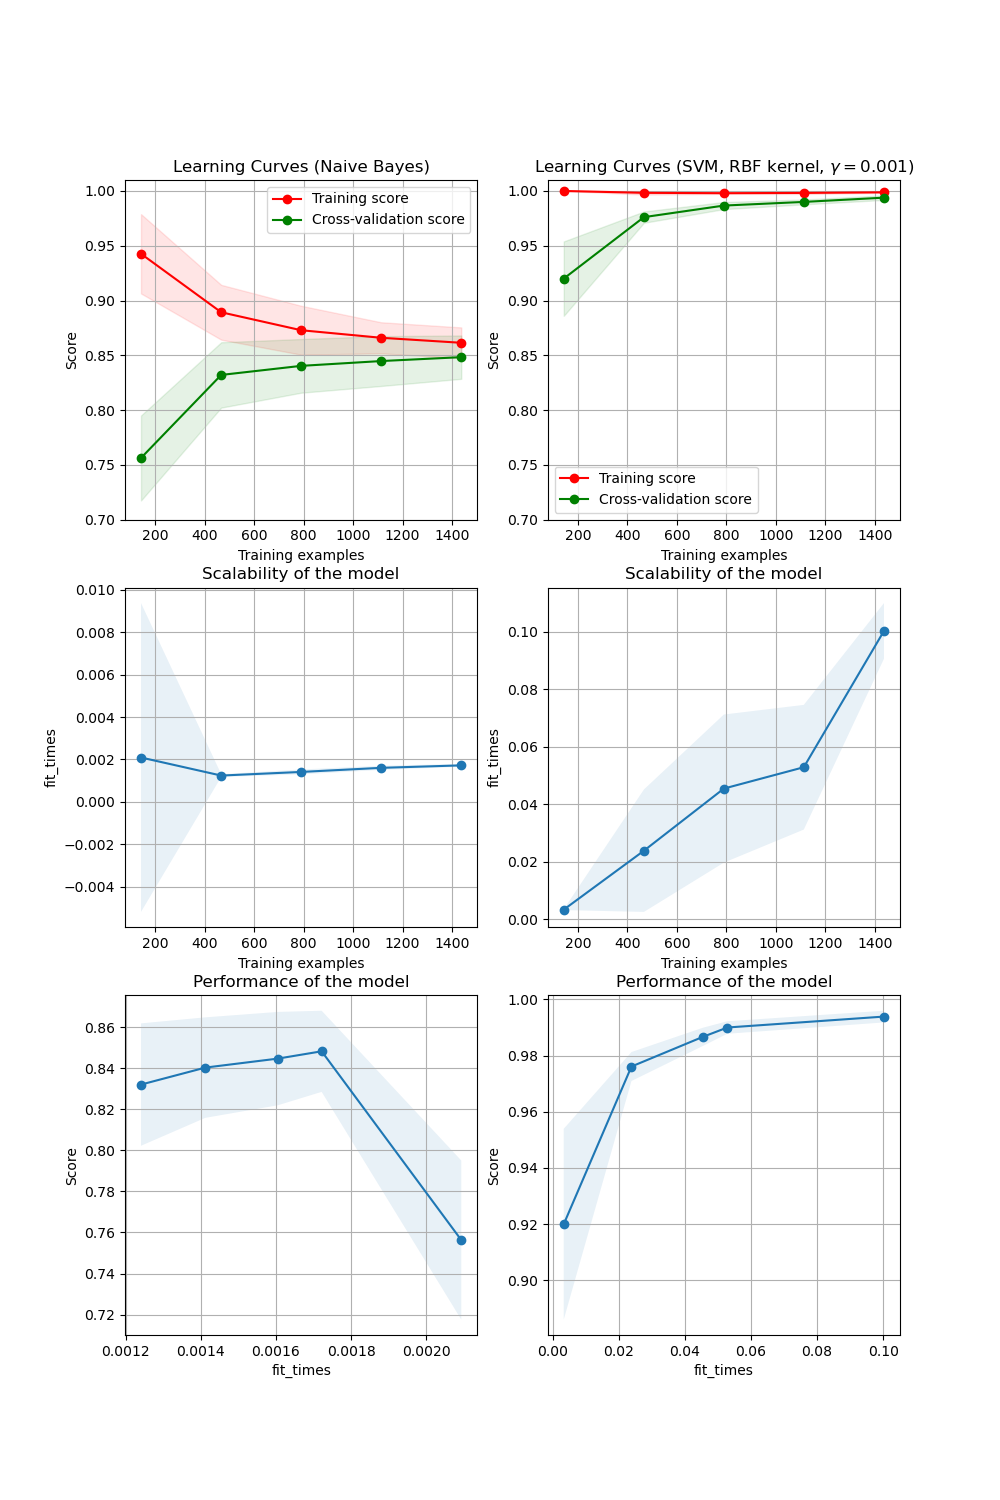 Learning Curves (Naive Bayes)
1.00
0.95
0.90
0.85
0.80
0.75
0.70
Score
Training score
Cross-validation score
200 400 600 800 1000 1200 1400
Training examples
Learning Curves (SVM, RBF kernel, γ = 0.001)
1.00
0.95
0.90
0.85
0.80
0.75
0.70
Score
Training score
Cross-validation score
200 400 600 800 1000 1200 1400
Training examples
Scalability of the model
0.010
0.008
0.006
0.004
0.002
0.000
−0.002
−0.004
fit_times
200 400 600 800 1000 1200 1400
Training examples
Scalability of the model
0.10
0.08
0.06
0.04
0.02
0.00
fit_times
200 400 600 800 1000 1200 1400
Training examples
Performance of the model
0.86
0.84
0.82
0.80
0.78
0.76
0.74
0.72
Score
0.0012 0.0014 0.0016 0.0018 0.0020
fit_times
Performance of the model
1.00
0.98
0.96
0.94
0.92
0.90
Score
0.00 0.02 0.04 0.06 0.08 0.10
fit_times